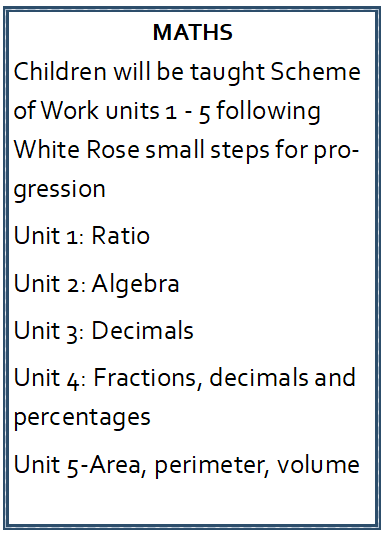 MATHS
Children will be taught Scheme
of Work units 1 - 5 following
White Rose small steps for pro-
gression
Unit 1: Ratio
Unit 2: Algebra
Unit 3: Decimals
Unit 4: Fractions, decimals and
percentages
Unit 5-Area, perimeter, volume